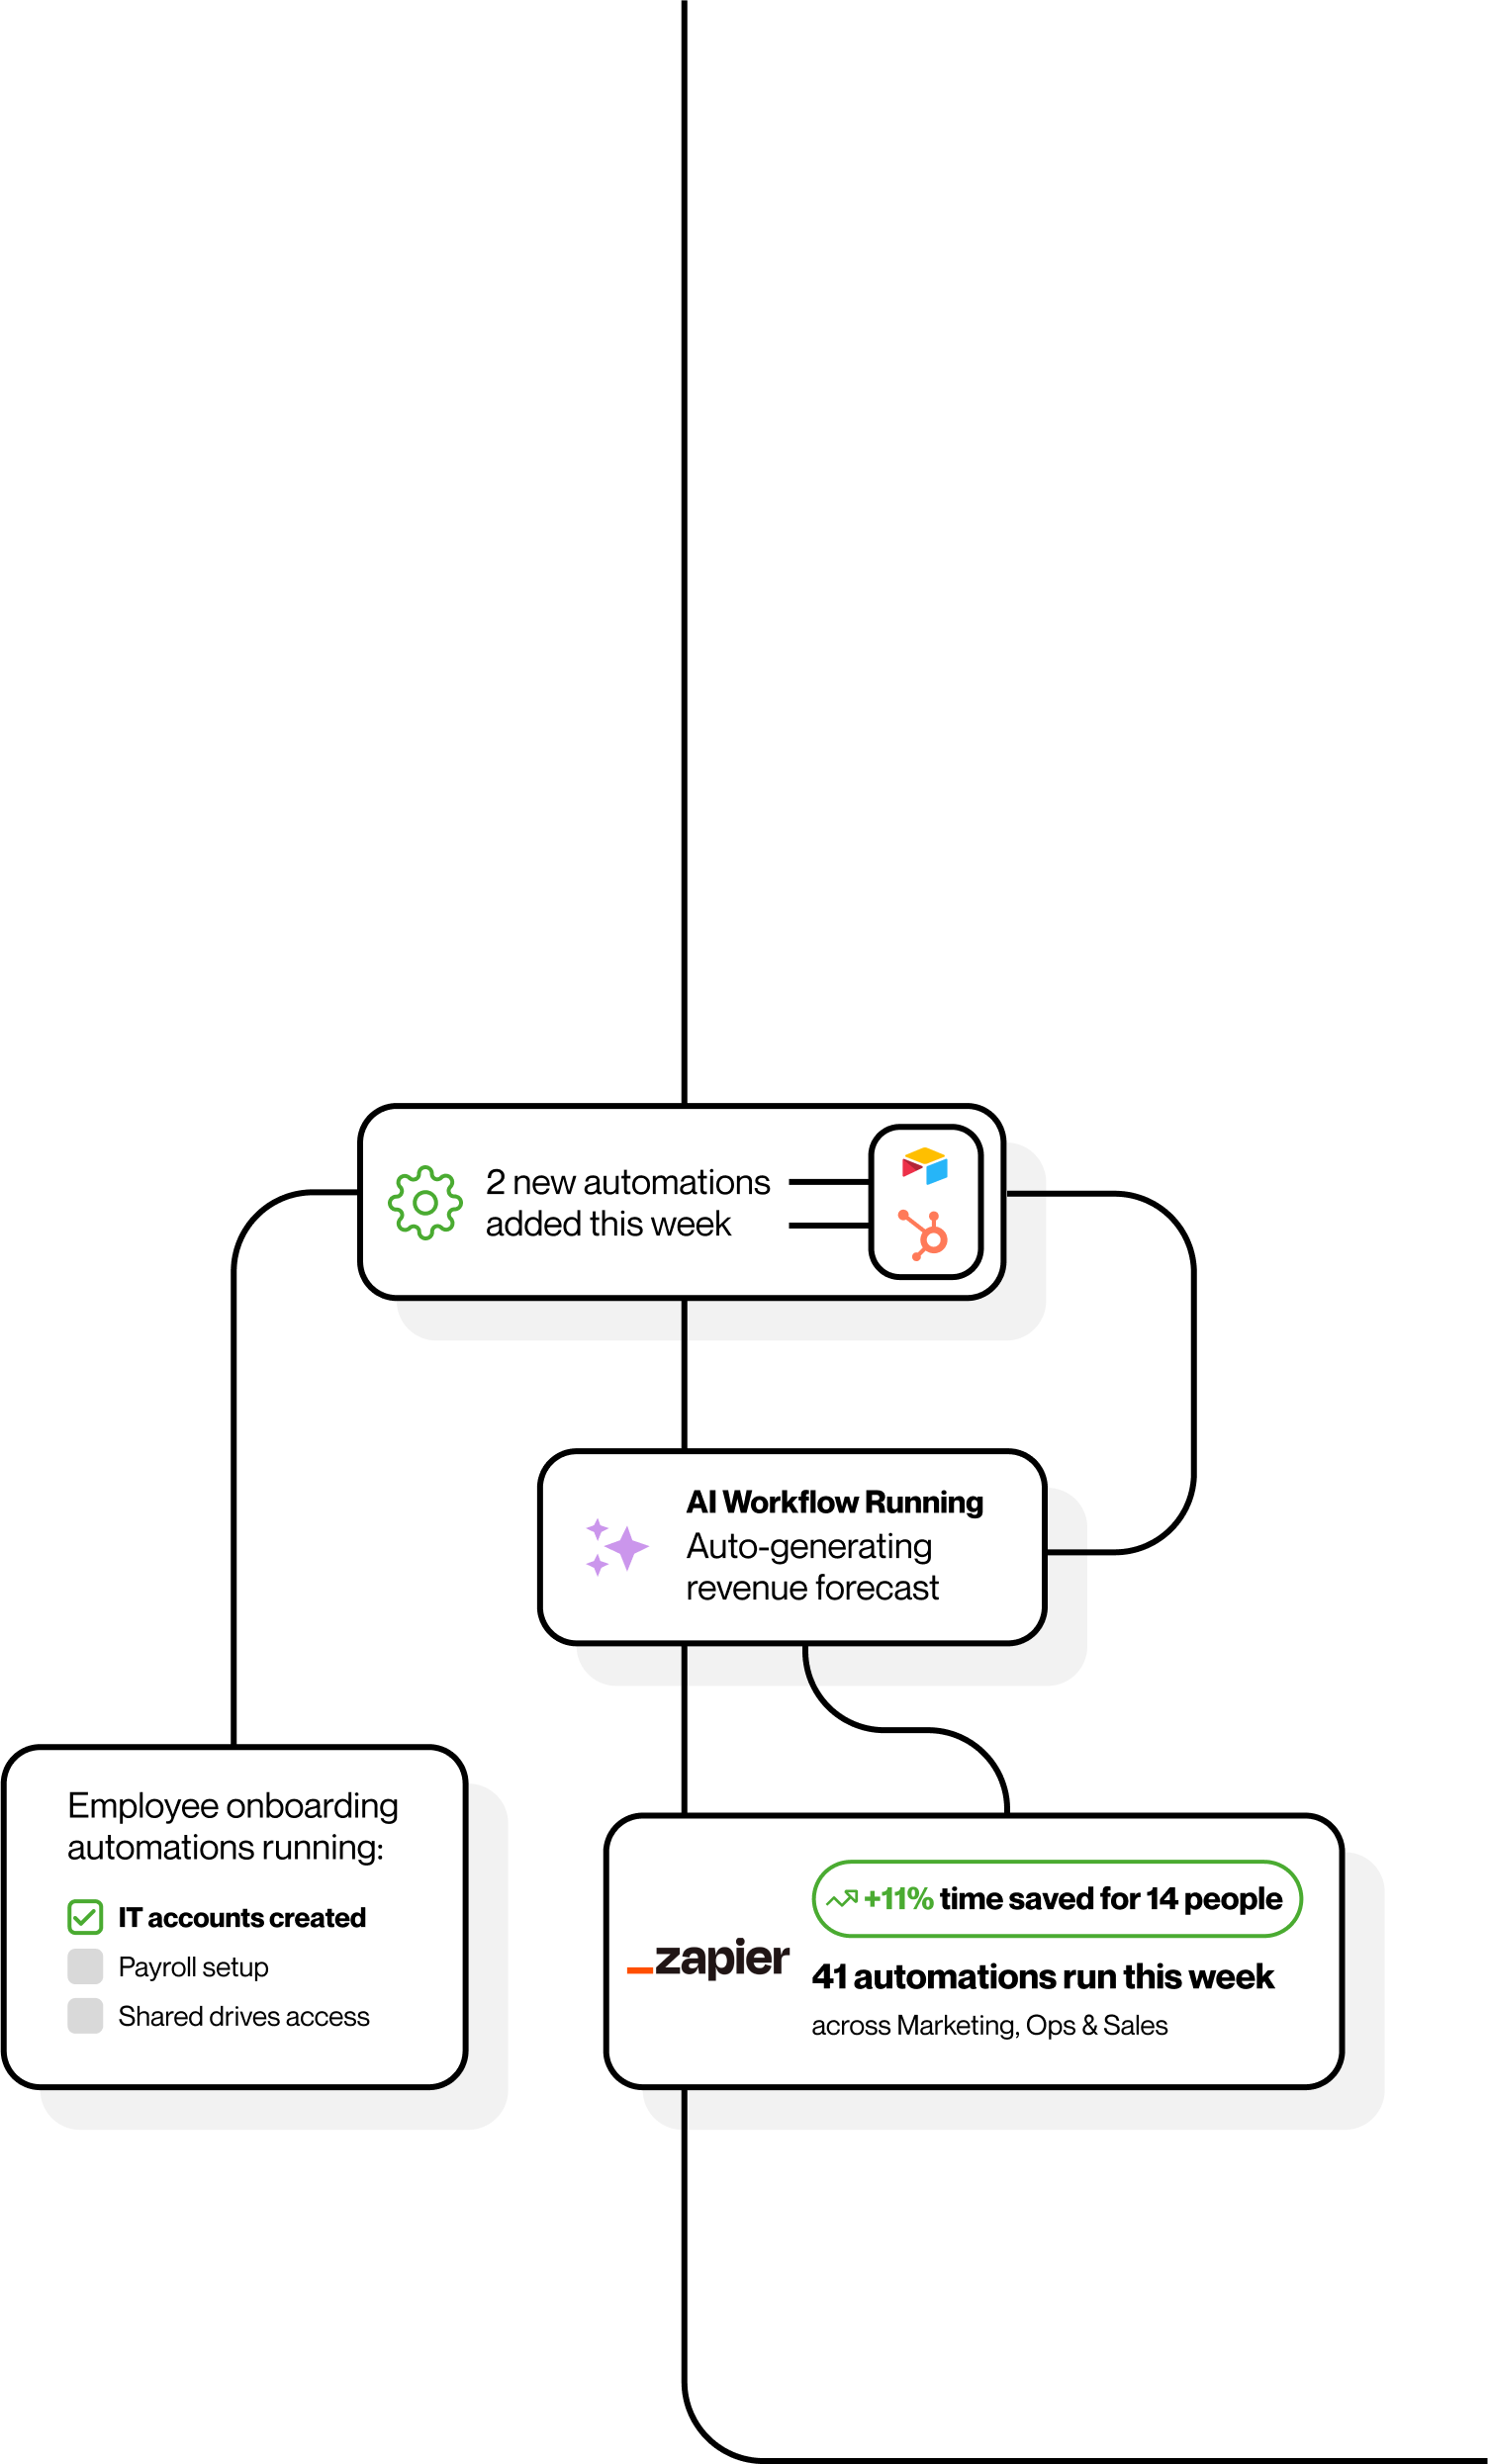 2 new automations
added this week
AI Workflow Running
Auto-generating
revenue forecast
Employee onboarding
automations running:
IT accounts created
Payroll setup
Shared drives access
+11% time saved for 14 people
_zapier
41 automations run this week
across Marketing, Ops & Sales